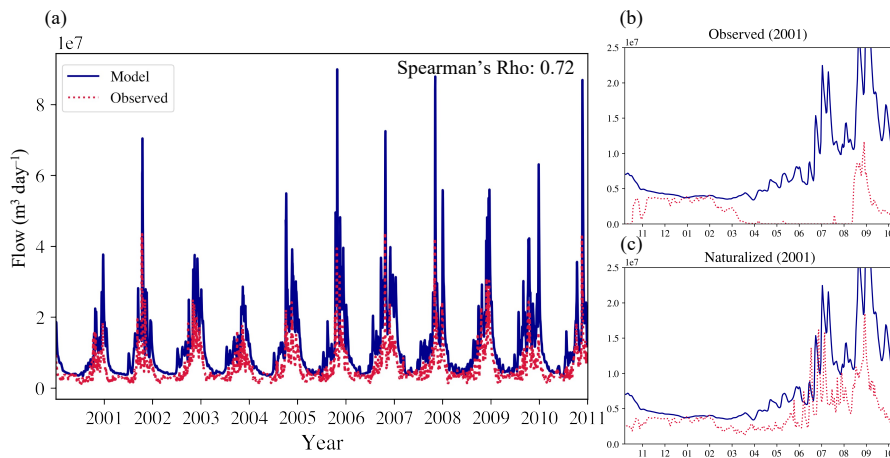 (a)
1e7
Spearman's Rho: 0.72
Model
Observed
8
6
4
2
0
Flow (m³ day⁻¹)
2001 2002 2003 2004 2005 2006 2007 2008 2009 2010 2011
Year
(b)
Observed (2001)
1e7
2.5
2.0
1.5
1.0
0.5
0.0
11 12 01 02 03 04 05 06 07 08 09 10
(c)
Naturalized (2001)
1e7
2.5
2.0
1.5
1.0
0.5
0.0
11 12 01 02 03 04 05 06 07 08 09 10